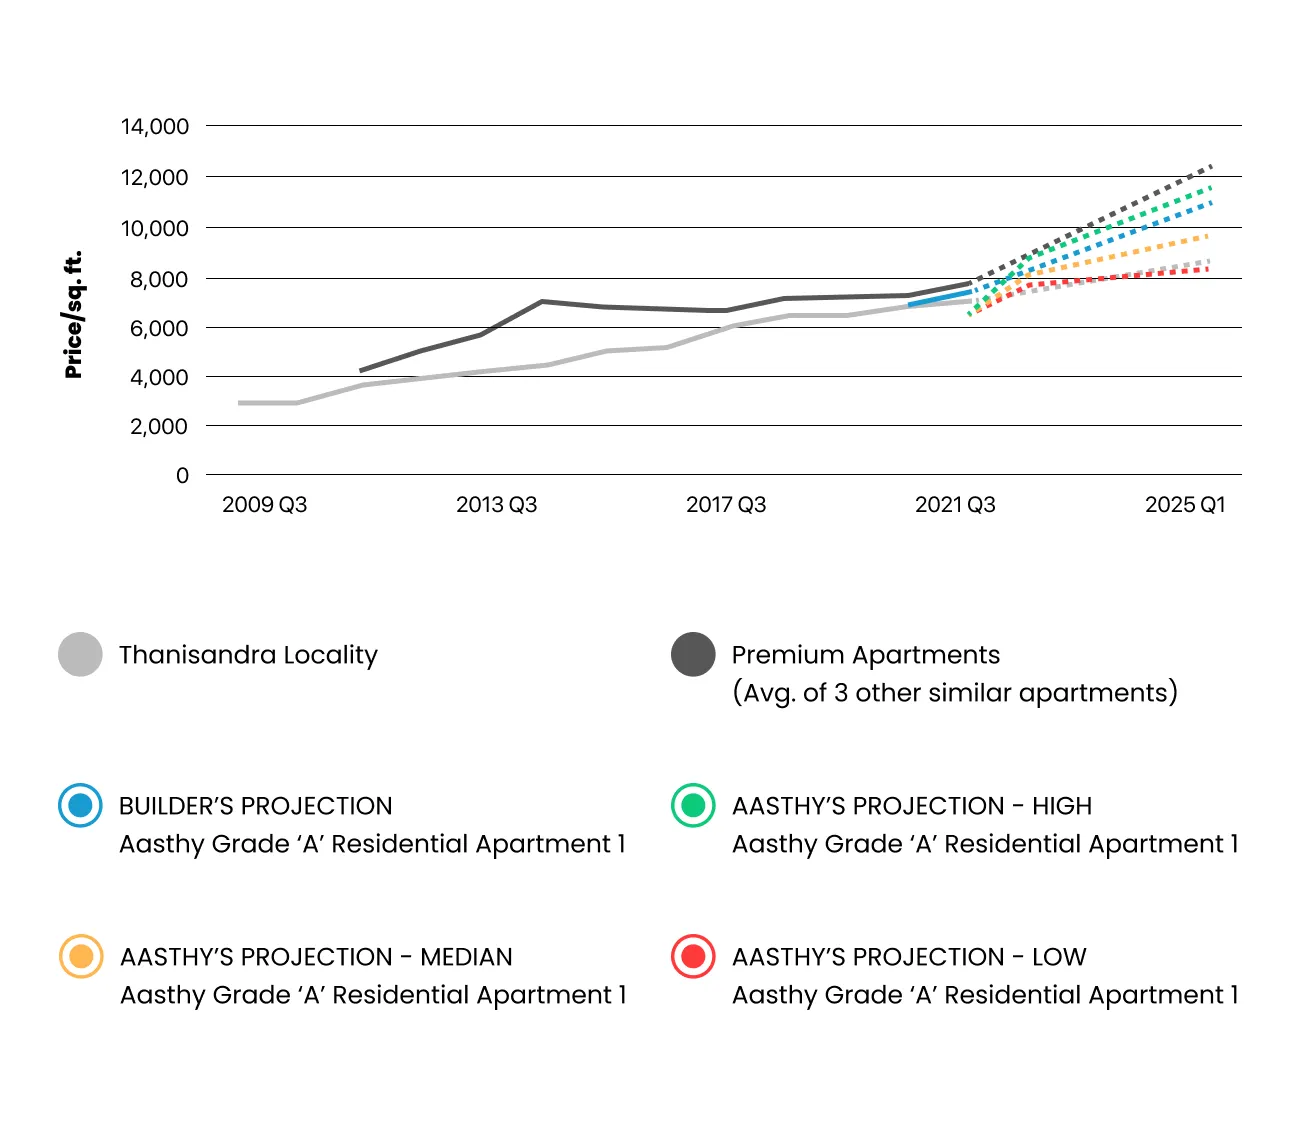 14,000
12,000
10,000
8,000
6,000
4,000
2,000
0
Price/sq. ft.
2009 Q3 2013 Q3 2017 Q3 2021 Q3 2025 Q1
Thanisandra Locality
Premium Apartments
(Avg. of 3 other similar apartments)
BUILDER’S PROJECTION
Aasthy Grade ‘A’ Residential Apartment 1
AASTHY’S PROJECTION - HIGH
Aasthy Grade ‘A’ Residential Apartment 1
AASTHY’S PROJECTION - MEDIAN
Aasthy Grade ‘A’ Residential Apartment 1
AASTHY’S PROJECTION - LOW
Aasthy Grade ‘A’ Residential Apartment 1